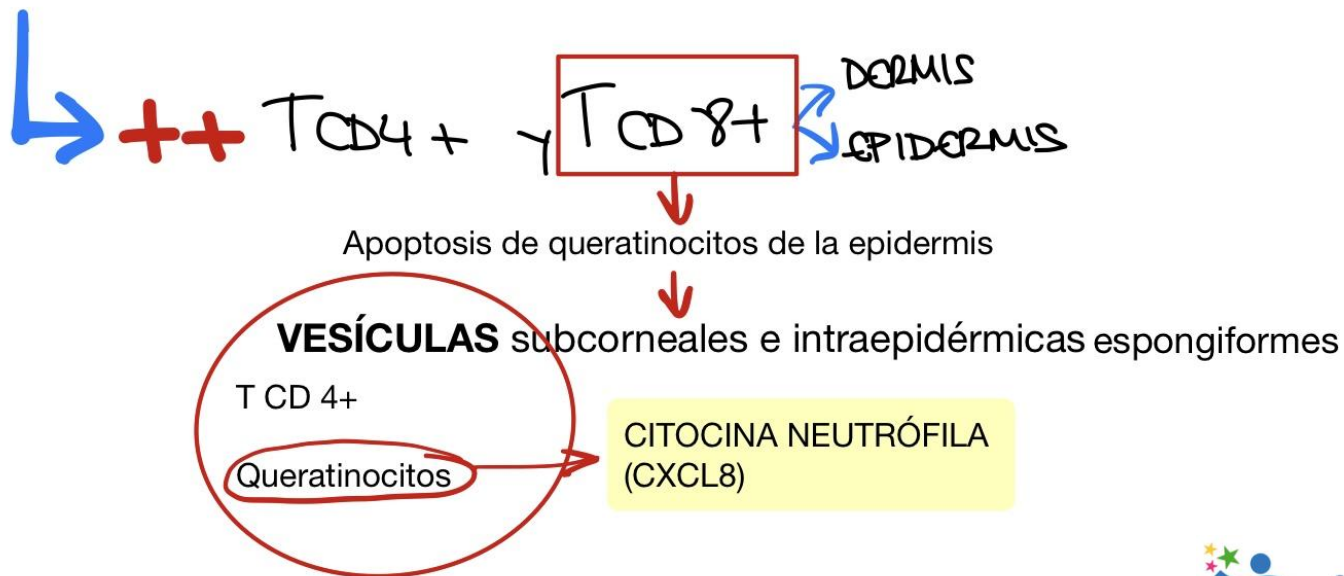 ++ TCD4+ y TCD8+
DERMIS
EPIDERMIS
Apoptosis de queratinocitos de la epidermis
VESÍCULAS subcorneales e intraepidérmicas espongiformes
T CD 4+
Queratinocitos
CITOCINA NEUTRÓFILA
(CXCL8)